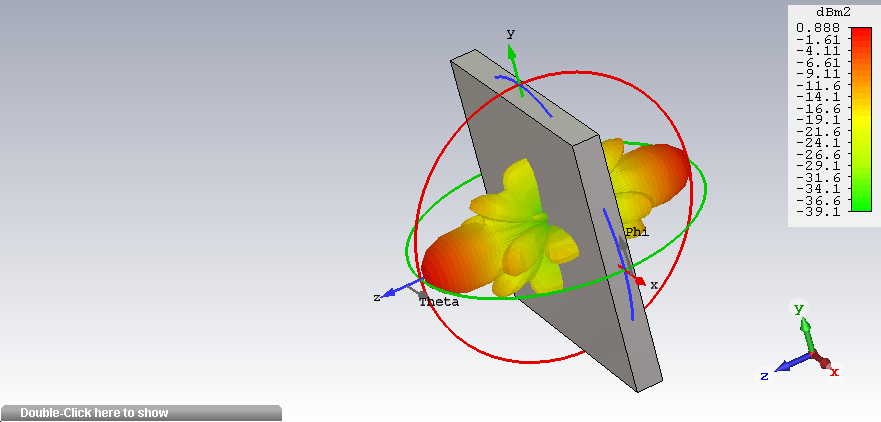 dBm2
0.888
-1.61
-4.11
-6.61
-9.11
-11.6
-14.1
-16.6
-19.1
-21.6
-24.1
-26.6
-29.1
-31.6
-34.1
-36.6
-39.1
y
Phi
x
z
Theta
y
z
x
Double-Click here to show